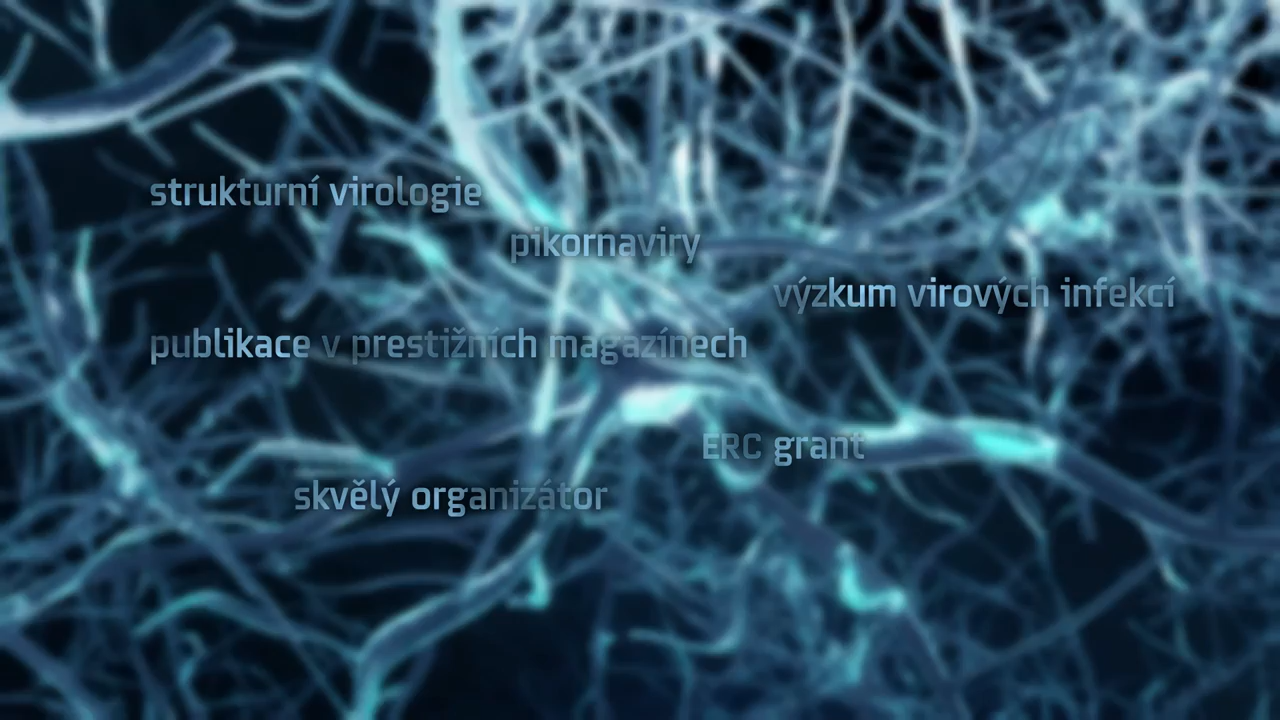 strukturní virologie
pikornaviry
výzkum virových infekcí
publikace v prestižních magazínech
ERC grant
skvělý organizátor